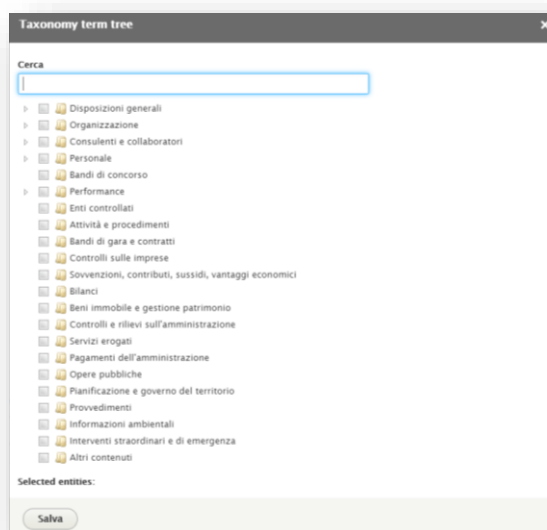 Taxonomy term tree
Cerca
Disposizioni generali
Organizzazione
Consulenti e collaboratori
Personale
Bandi di concorso
Performance
Enti controllati
Attività e procedimenti
Bandi di gara e contratti
Controlli sulle imprese
Sovvenzioni, contributi, sussidi, vantaggi economici
Bilanci
Beni immobile e gestione patrimonio
Controlli e rilievi sull'amministrazione
Servizi erogati
Pagamenti dell'amministrazione
Opere pubbliche
Pianificazione e governo del territorio
Provvedimenti
Informazioni ambientali
Interventi straordinari e di emergenza
Altri contenuti
Selected entities:
Salva